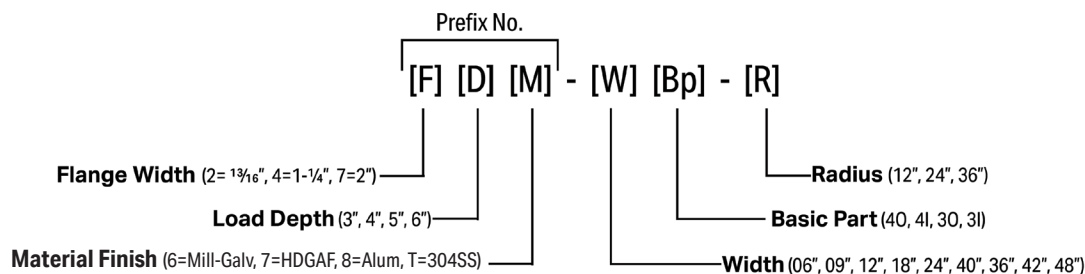 Prefix No.
[F] [D] [M] - [W] [Bp] - [R]
Flange Width (2= 13/16", 4=1-1/4", 7=2")
Radius (12", 24", 36")
Load Depth (3", 4", 5", 6")
Basic Part (4O, 4I, 3O, 3I)
Material Finish (6=Mill-Galv, 7=HDGAF, 8=Alum, T=304SS)
Width (06", 09", 12", 18", 24", 40", 36", 42", 48")